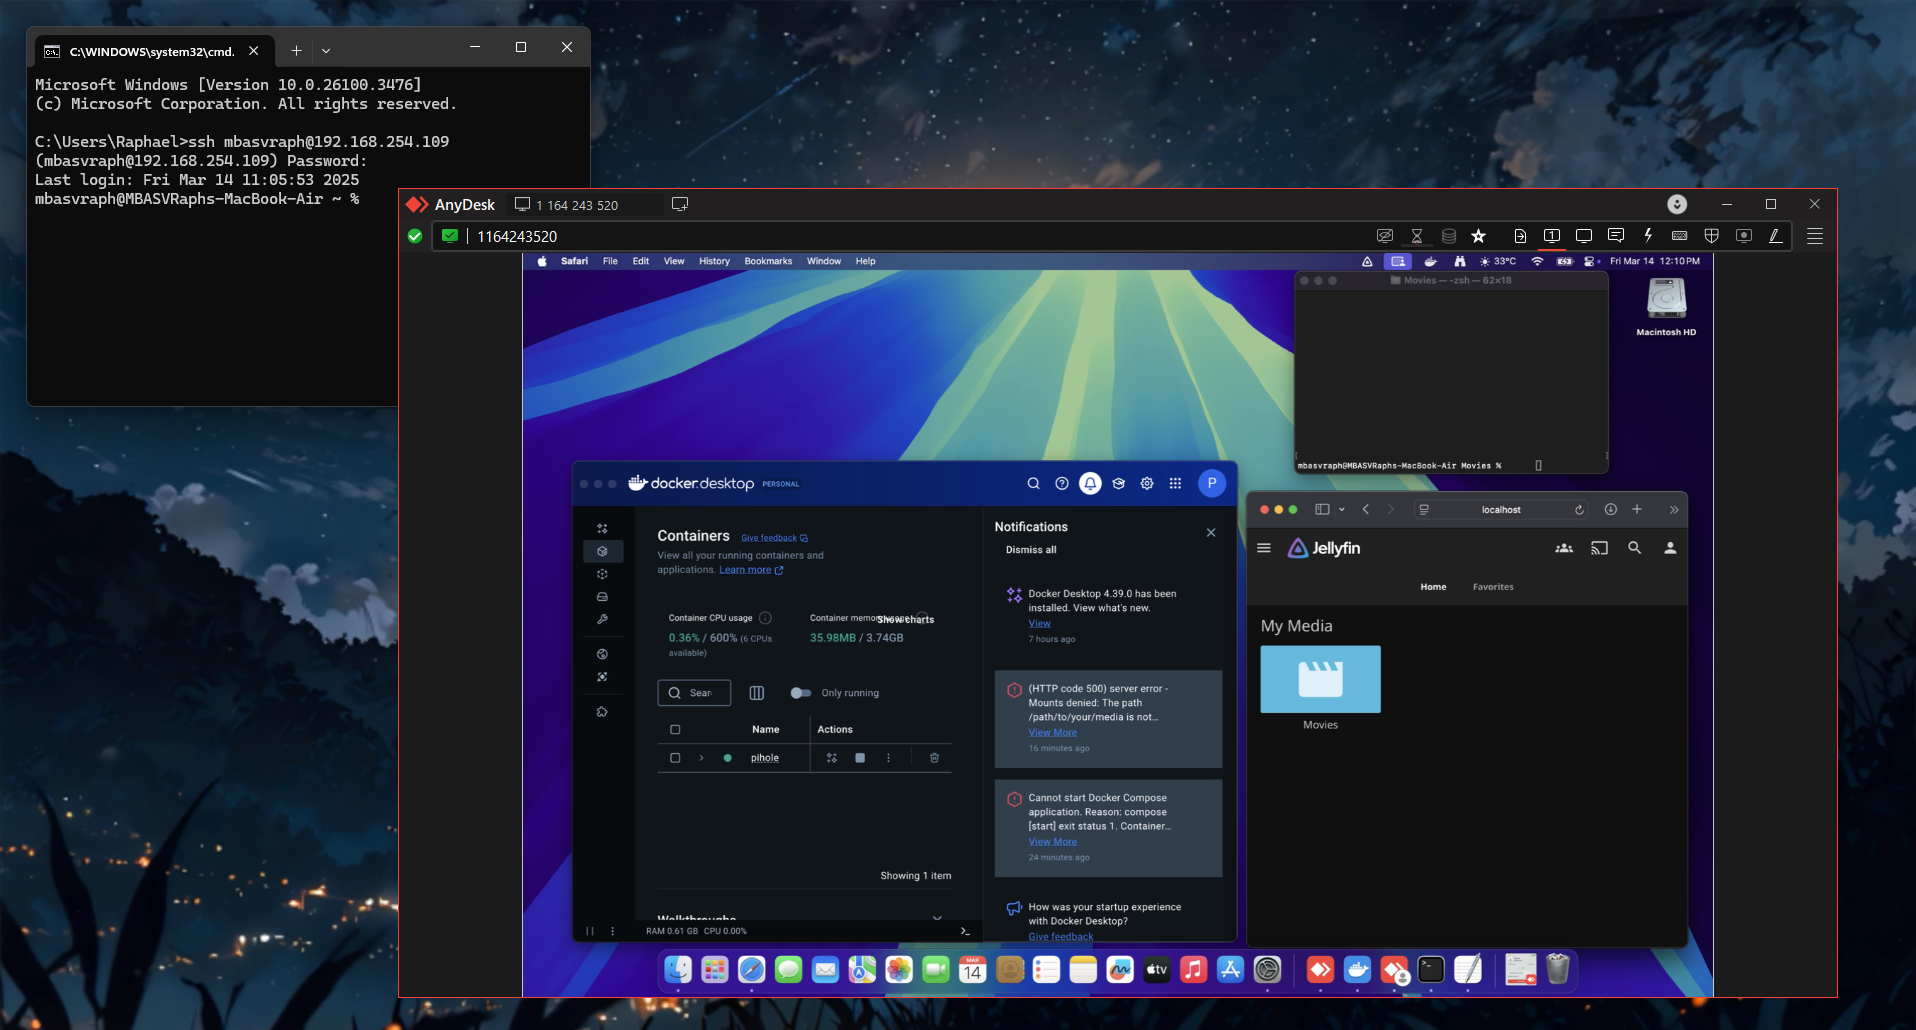 C:\WINDOWS\system32\cmd.
Microsoft Windows [Version 10.0.26100.3476]
(c) Microsoft Corporation. All rights reserved.
C:\Users\Raphael>ssh mbasvraph@192.168.254.109
(mbasvraph@192.168.254.109) Password:
Last login: Fri Mar 14 11:05:53 2025
mbasvraph@MBASVRaphs-MacBook-Air ~ %
AnyDesk
1 164 243 520
1164243520
Safari File Edit View History Bookmarks Window Help
33°C
Fri Mar 14 12:10PM
Movies — -zsh — 62×18
mbasvraph@MBASVRaphs-MacBook-Air Movies %
Macintosh HD
docker.desktop PERSONAL
P
Containers Give feedback
View all your running containers and
applications. Learn more
Container CPU usage
0.36% / 600% (6 CPUs
available)
Container memory usage
Show charts
35.98MB / 3.74GB
Sear
Only running
Name Actions
pihole
Showing 1 item
Walkthroughs
RAM 0.61 GB CPU 0.00%
Notifications
Dismiss all
Docker Desktop 4.39.0 has been
installed. View what's new.
View
7 hours ago
(HTTP code 500) server error -
Mounts denied: The path
/path/to/your/media is not...
View More
16 minutes ago
Cannot start Docker Compose
application. Reason: compose
[start] exit status 1. Container...
View More
24 minutes ago
How was your startup experience
with Docker Desktop?
Give feedback
localhost
Jellyfin
Home Favorites
My Media
Movies
MAR
14
tv